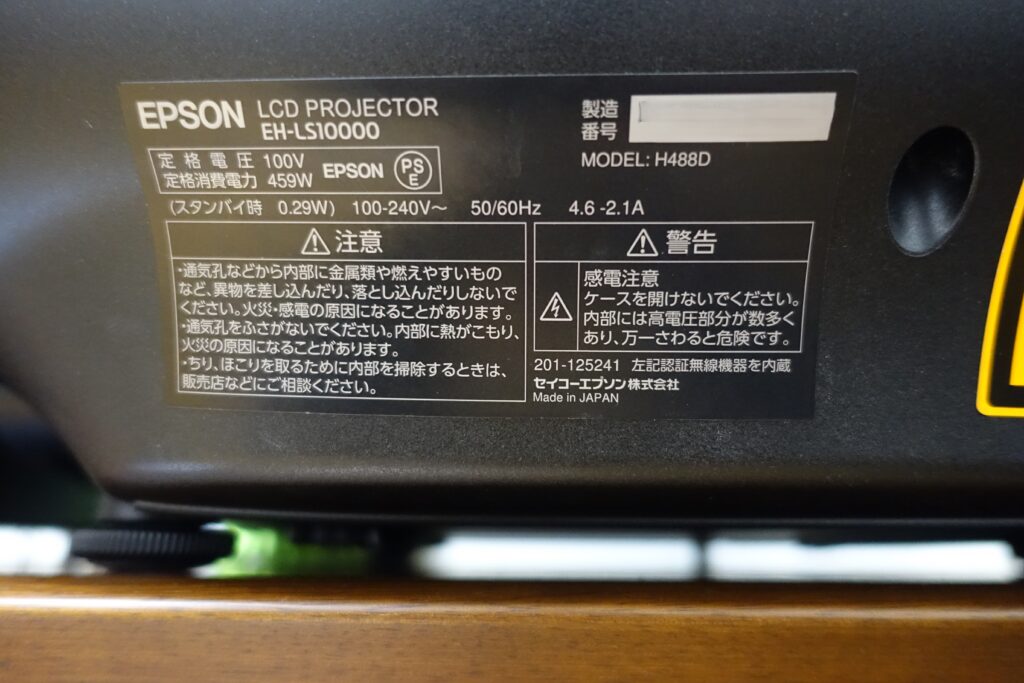 EPSON LCD PROJECTOR
EH-LS10000
製造
番号
MODEL: H488D
定格電圧 100V
定格消費電力 459W
EPSON
PS
E
(スタンバイ時 0.29W) 100-240V～ 50/60Hz 4.6 -2.1A
注意
・通気孔などから内部に金属類や燃えやすいもの
など、異物を差し込んだり、落とし込んだりしないで
ください。火災・感電の原因になることがあります。
・通気孔をふさがないでください。内部に熱がこもり、
火災の原因になることがあります。
・ちり、ほこりを取るために内部を掃除するときは、
販売店などにご相談ください。
警告
感電注意
ケースを開けないでください。
内部には高電圧部分が数多く
あり、万一さわると危険です。
201-125241 左記認証無線機器を内蔵
セイコーエプソン株式会社
Made in JAPAN